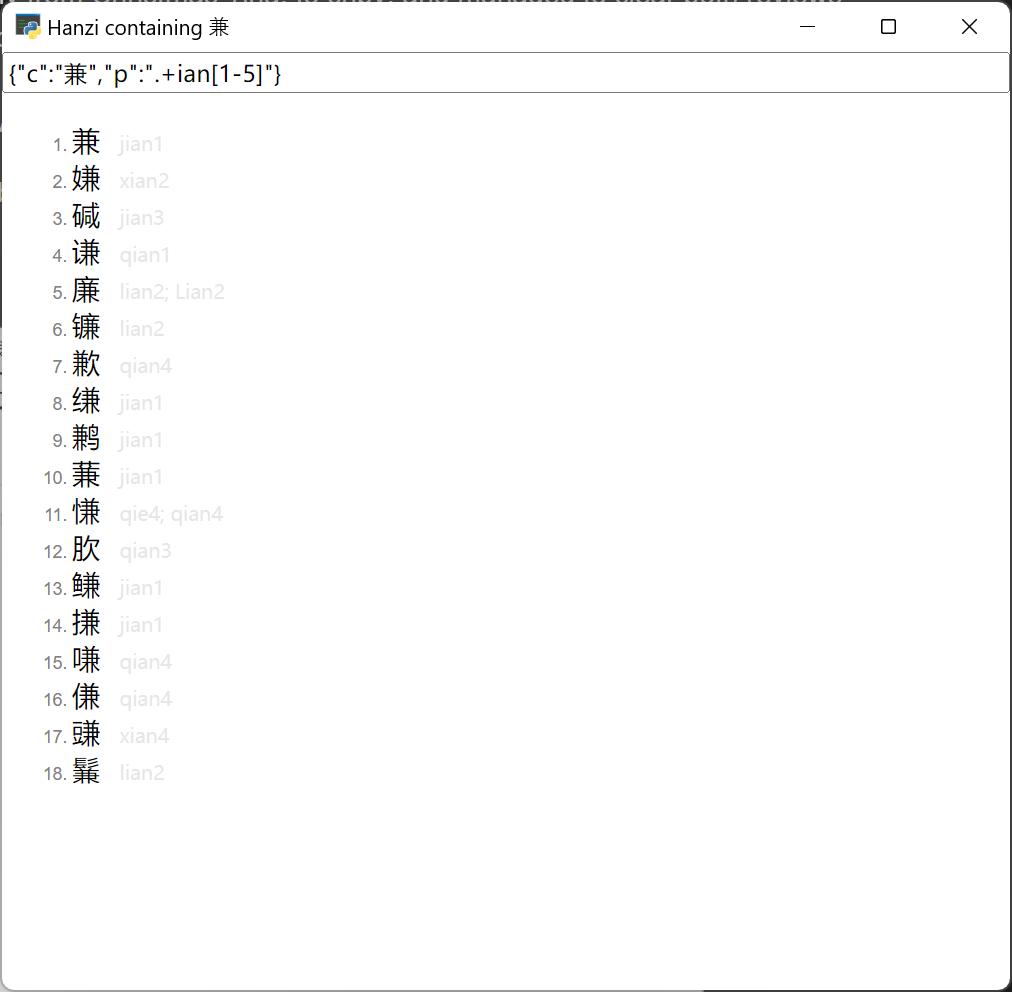 Hanzi containing 兼
{"c":"兼","p":".+ian[1-5]"}
1. 兼 jian1
2. 嫌 xian2
3. 碱 jian3
4. 谦 qian1
5. 廉 lian2; Lian2
6. 镰 lian2
7. 歉 qian4
8. 缣 jian1
9. 鹣 jian1
10. 蒹 jian1
11. 慊 qie4; qian4
12. 肷 qian3
13. 鳒 jian1
14. 搛 jian1
15. 嗛 qian4
16. 傔 qian4
17. 豏 xian4
18. 鬑 lian2